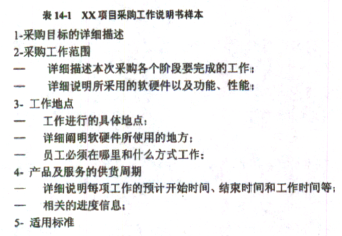 表 14-1 XX 项目采购工作说明书样本
1-采购目标的详细描述
2-采购工作范围
— 详细描述本次采购各个阶段要完成的工作；
— 详细说明所采用的软硬件以及功能、性能；
3- 工作地点
— 工作进行的具体地点；
— 详细阐明软硬件所使用的地方；
— 员工必须在哪里和什么方式工作；
4- 产品及服务的供货周期
— 详细说明每项工作的预计开始时间、结束时间和工作时间等；
— 相关的进度信息；
5- 适用标准